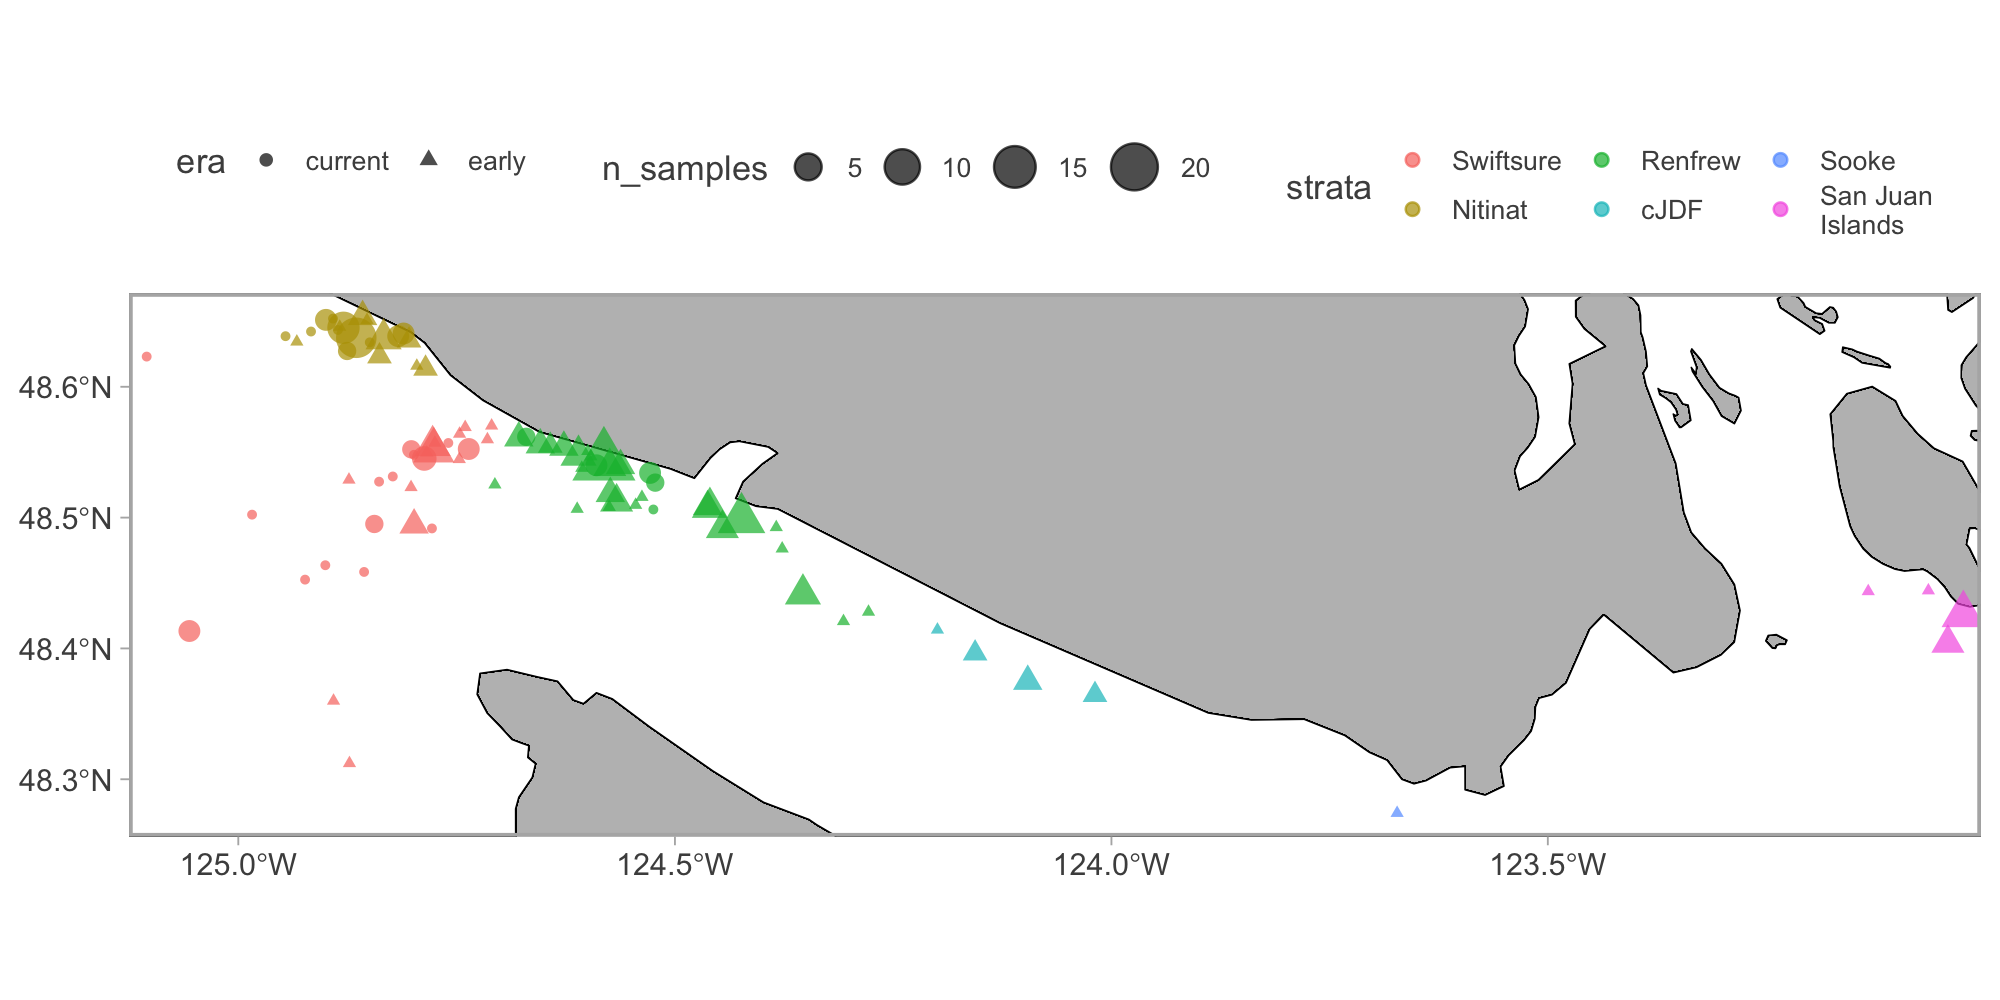 era current early
n_samples 5 10 15 20
strata
Swiftsure Renfrew Sooke
Nitinat cJDF San Juan
Islands
48.6°N
48.5°N
48.4°N
48.3°N
125.0°W 124.5°W 124.0°W 123.5°W